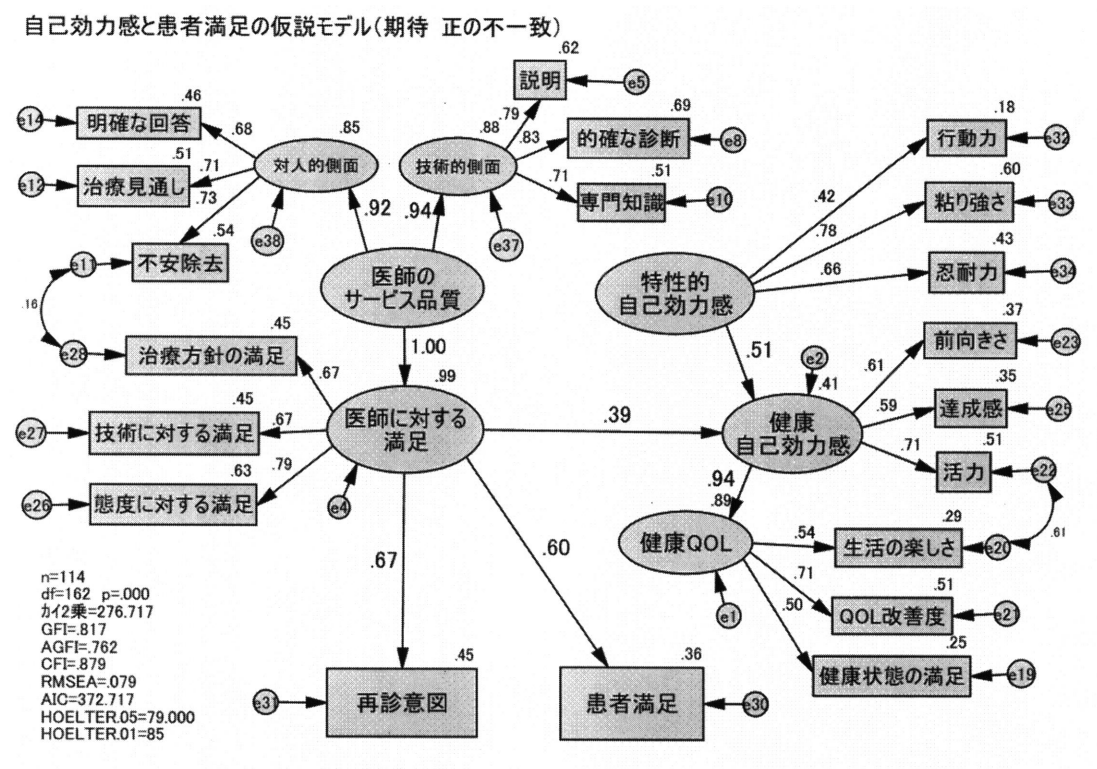 自己効力感と患者満足の仮説モデル(期待 正の不一致)
.62
説明
e5
.79
.46
e14
明確な回答
.68
.85
対人的側面
.88
技術的側面
.83
.69
的確な診断
e8
.18
行動力
e32
.51
e12
治療見通し
.71
.73
.71
.51
専門知識
e10
.42
.60
粘り強さ
e33
.92
.94
e38
e37
.54
e11
不安除去
.78
.43
忍耐力
e34
.66
医師の
サービス品質
特性的
自己効力感
.16
.45
e28
治療方針の満足
.67
1.00
.99
.51
e2
.41
.61
.37
前向きさ
e23
.45
e27
技術に対する満足
.67
医師に対する
満足
.39
健康
自己効力感
.59
.35
達成感
e25
.71
.51
活力
e22
.63
e26
態度に対する満足
.79
e4
.94
.89
健康QOL
.54
.29
生活の楽しさ
e20
.61
.67
.60
e1
.71
.51
QOL改善度
e21
.50
.25
健康状態の満足
e19
n=114
df=162 p=.000
カイ2乗=276.717
GFI=.817
AGFI=.762
CFI=.879
RMSEA=.079
AIC=372.717
HOELTER.05=79.000
HOELTER.01=85
.45
e31
再診意図
.36
患者満足
e30